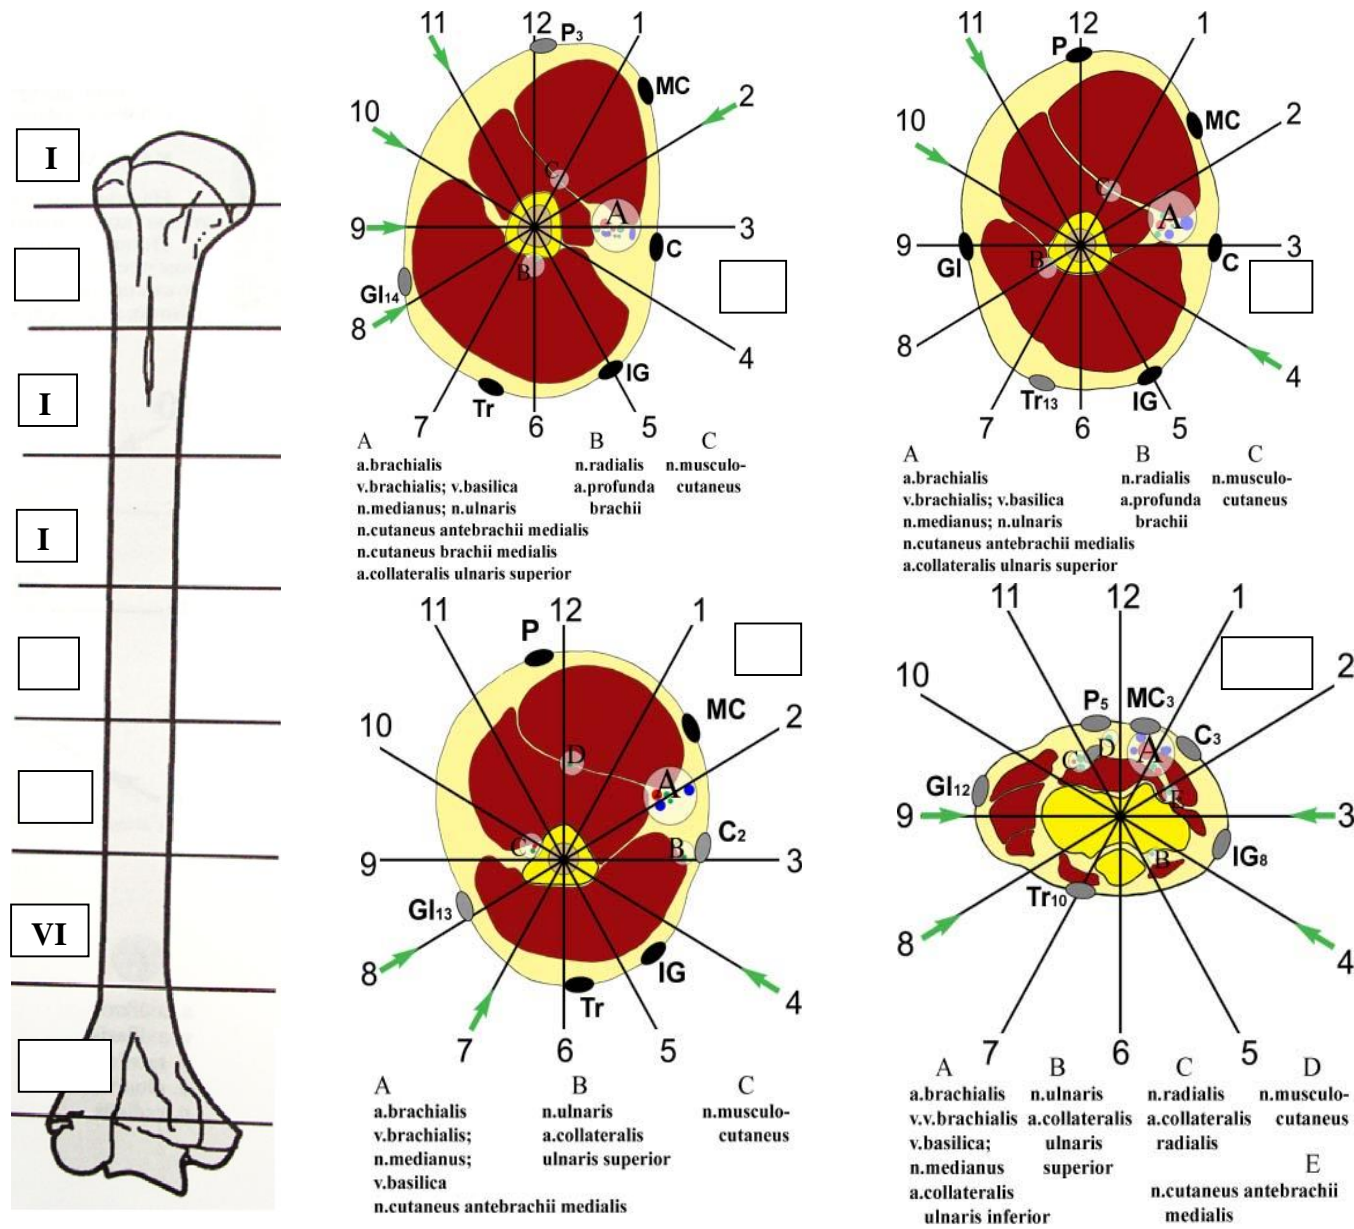 I
I
I
VI
11 12 1
P3
MC
10 2
A
C
9 3
C
B
GI14
8 4
IG
Tr
7 6 5
A B C
a.brachialis n.radialis n.musculo-
v.brachialis; v.basilica a.profunda cutaneus
n.medianus; n.ulnaris brachii
n.cutaneus antebrachii medialis
n.cutaneus brachii medialis
a.collateralis ulnaris superior
11 12 1
P
MC
10 2
C
A
9 3
GI B C
8 4
Tr13 IG
7 6 5
A B C
a.brachialis n.radialis n.musculo-
v.brachialis; v.basilica a.profunda cutaneus
n.medianus; n.ulnaris brachii
n.cutaneus antebrachii medialis
a.collateralis ulnaris superior
11 12 1
P
MC
10 2
D
A
C B C2
9 3
GI13
8 4
IG
Tr
7 6 5
A B C
a.brachialis n.ulnaris n.musculo-
v.brachialis; a.collateralis cutaneus
n.medianus; ulnaris superior
v.basilica
n.cutaneus antebrachii medialis
11 12 1
10 2
P5 MC3
C3
C D A
GI12 E
9 3
B IG8
Tr10
8 4
7 6 5
A B C D
a.brachialis n.ulnaris n.radialis n.musculo-
v.v.brachialis a.collateralis a.collateralis cutaneus
v.basilica; ulnaris radialis
n.medianus superior E
a.collateralis n.cutaneus antebrachii
ulnaris inferior medialis